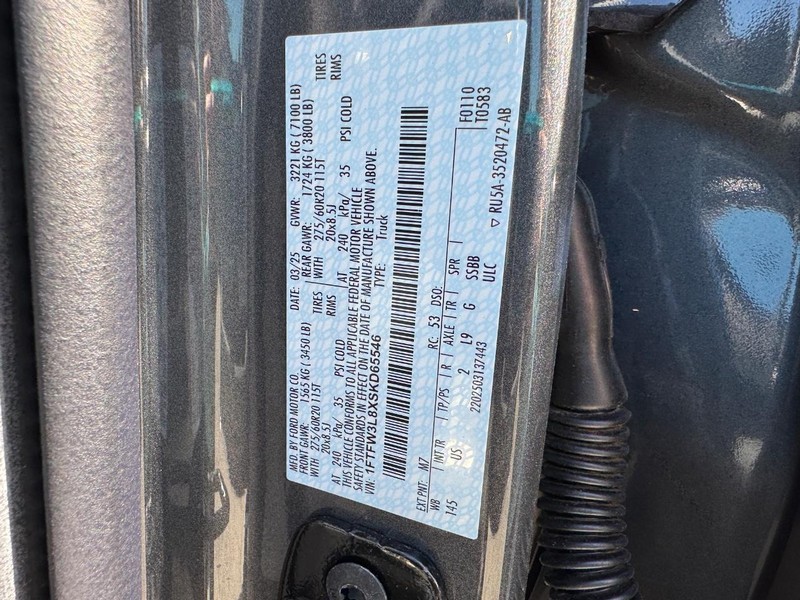 MFD. BY FORD MOTOR CO. DATE: 03/25 GVWR: 3221 KG ( 7100 LB)
FRONT GAWR: 1565 KG ( 3450 LB) REAR GAWR: 1724 KG ( 3800 LB)
WITH 275/60R20 115T TIRES WITH 275/60R20 115T TIRES
20x8.5J RIMS 20x8.5J RIMS
AT 240 kPa/ 35 PSI COLD AT 240 kPa/ 35 PSI COLD
THIS VEHICLE CONFORMS TO ALL APPLICABLE FEDERAL MOTOR VEHICLE
SAFETY STANDARDS IN EFFECT ON THE DATE OF MANUFACTURE SHOWN ABOVE.
VIN: 1FTFW3L8XSKD65546 TYPE: Truck
EXT PNT: M7 RC: 53 DSO: F0110
WB INT TR TP/PS R AXLE TR SPR T0583
145 US 2 L9 G SSBB
2202503137443 ULC
▽ RU5A-3520472-AB